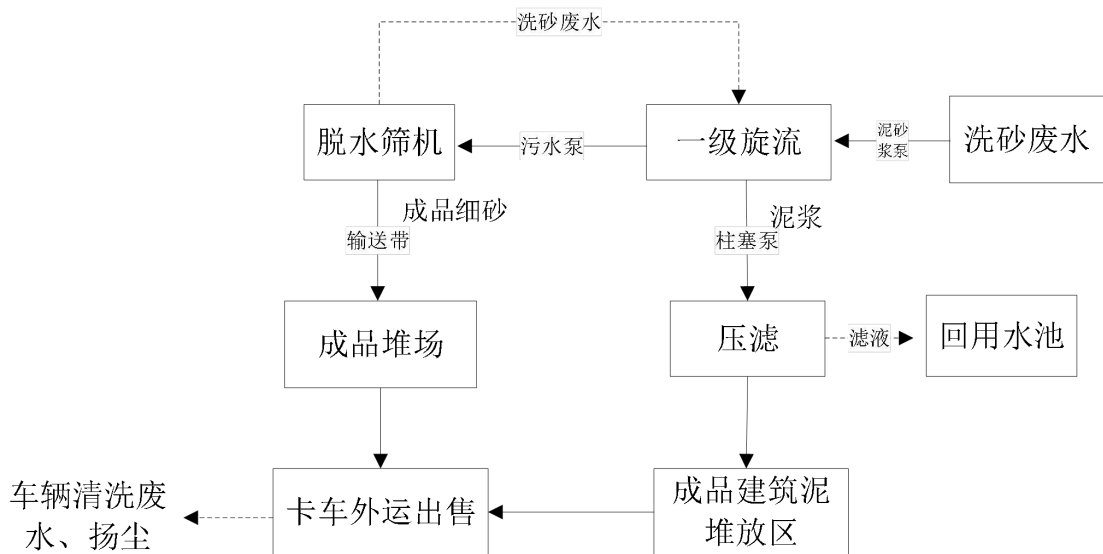 洗砂废水
脱水筛机
污水泵
一级旋流
泥砂
浆泵
洗砂废水
成品细砂
输送带
泥浆
柱塞泵
成品堆场
压滤
滤液
回用水池
车辆清洗废
水、扬尘
卡车外运出售
成品建筑泥
堆放区